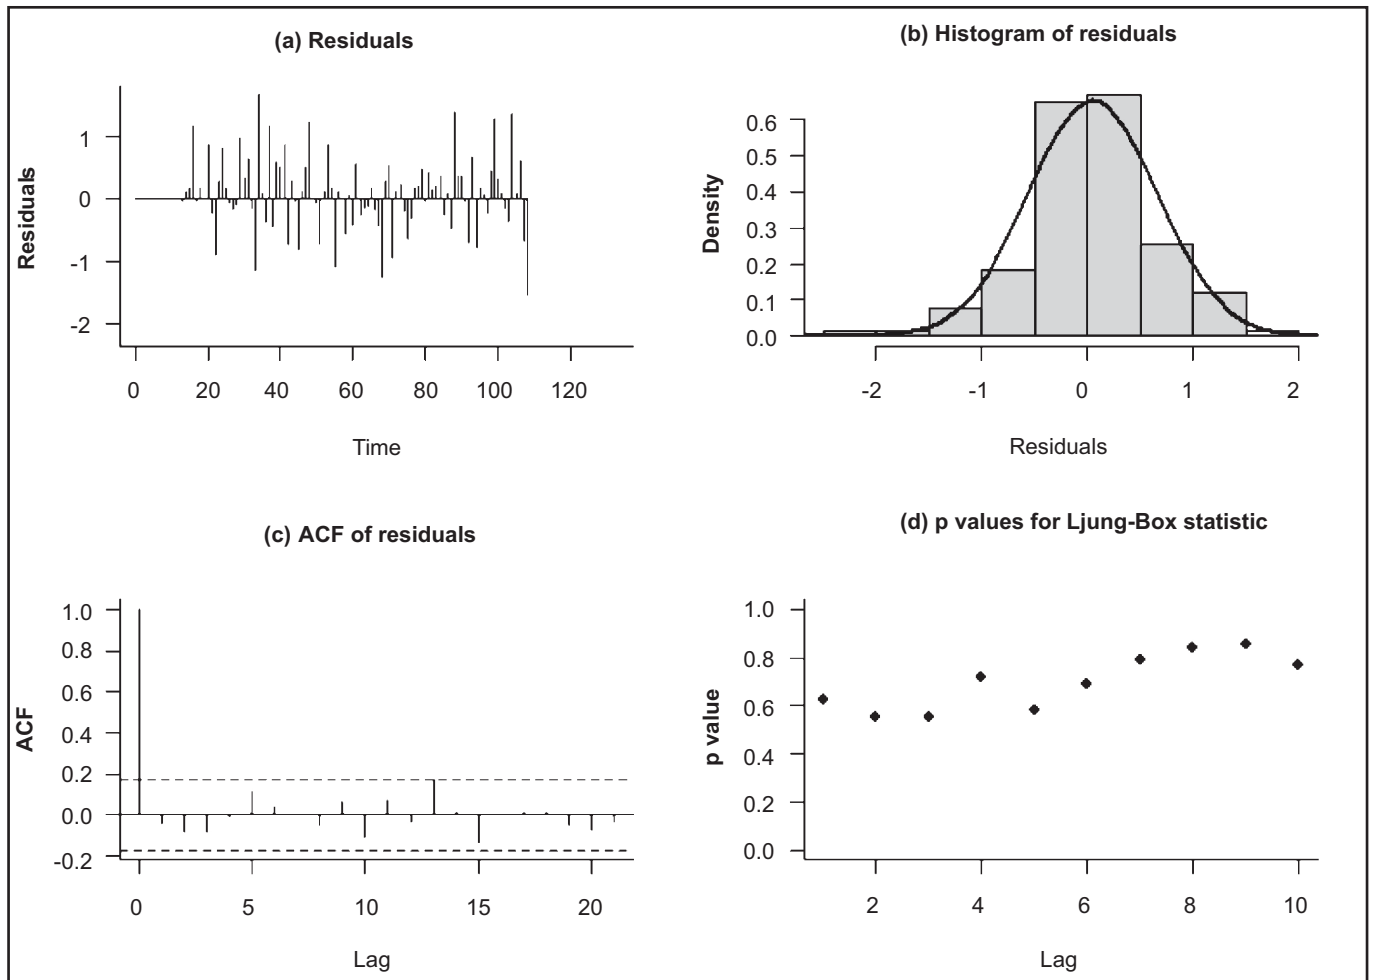 (a) Residuals
Residuals
1
0
-1
-2
0 20 40 60 80 100 120
Time
(b) Histogram of residuals
Density
0.6
0.5
0.4
0.3
0.2
0.1
0.0
-2 -1 0 1 2
Residuals
(c) ACF of residuals
ACF
1.0
0.8
0.6
0.4
0.2
0.0
-0.2
0 5 10 15 20
Lag
(d) p values for Ljung-Box statistic
p value
1.0
0.8
0.6
0.4
0.2
0.0
2 4 6 8 10
Lag